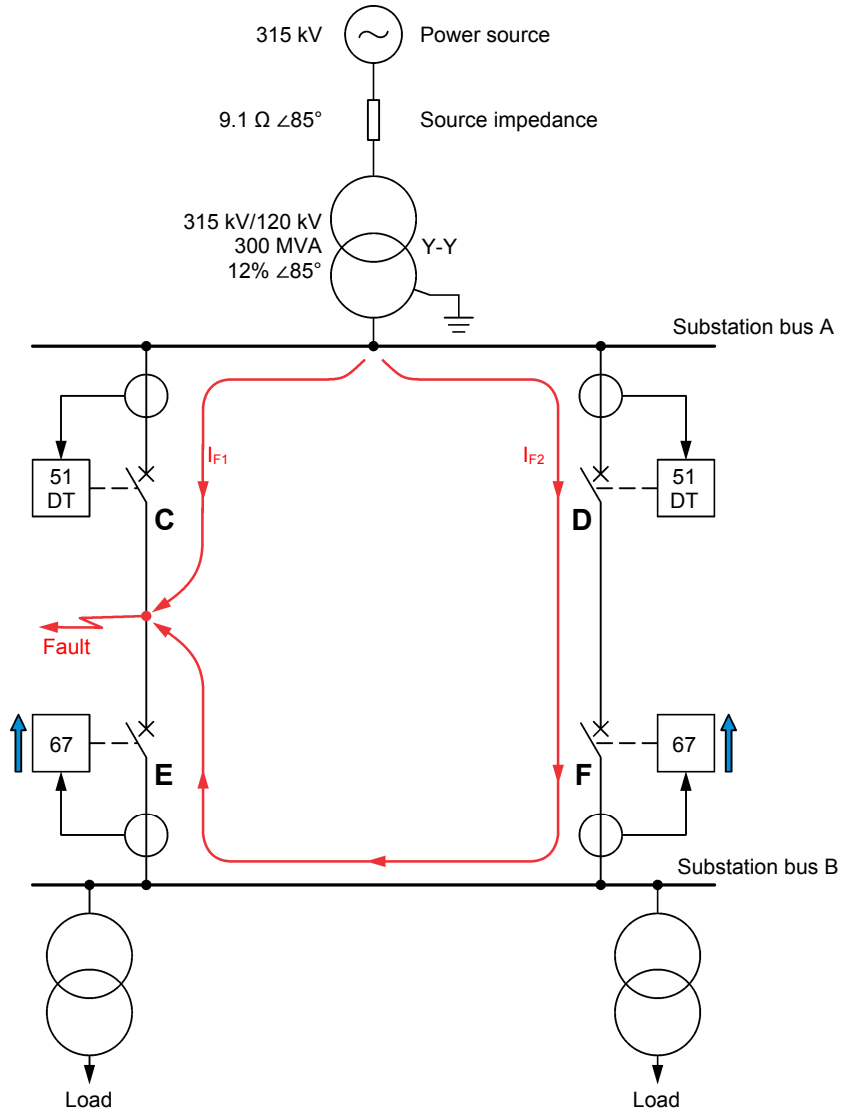 315 kV
Power source
9.1 Ω ∠85°
Source impedance
315 kV/120 kV
300 MVA
12% ∠85°
Y-Y
Substation bus A
51
DT
C
IF1
IF2
D
51
DT
Fault
67
E
F
67
Substation bus B
Load
Load